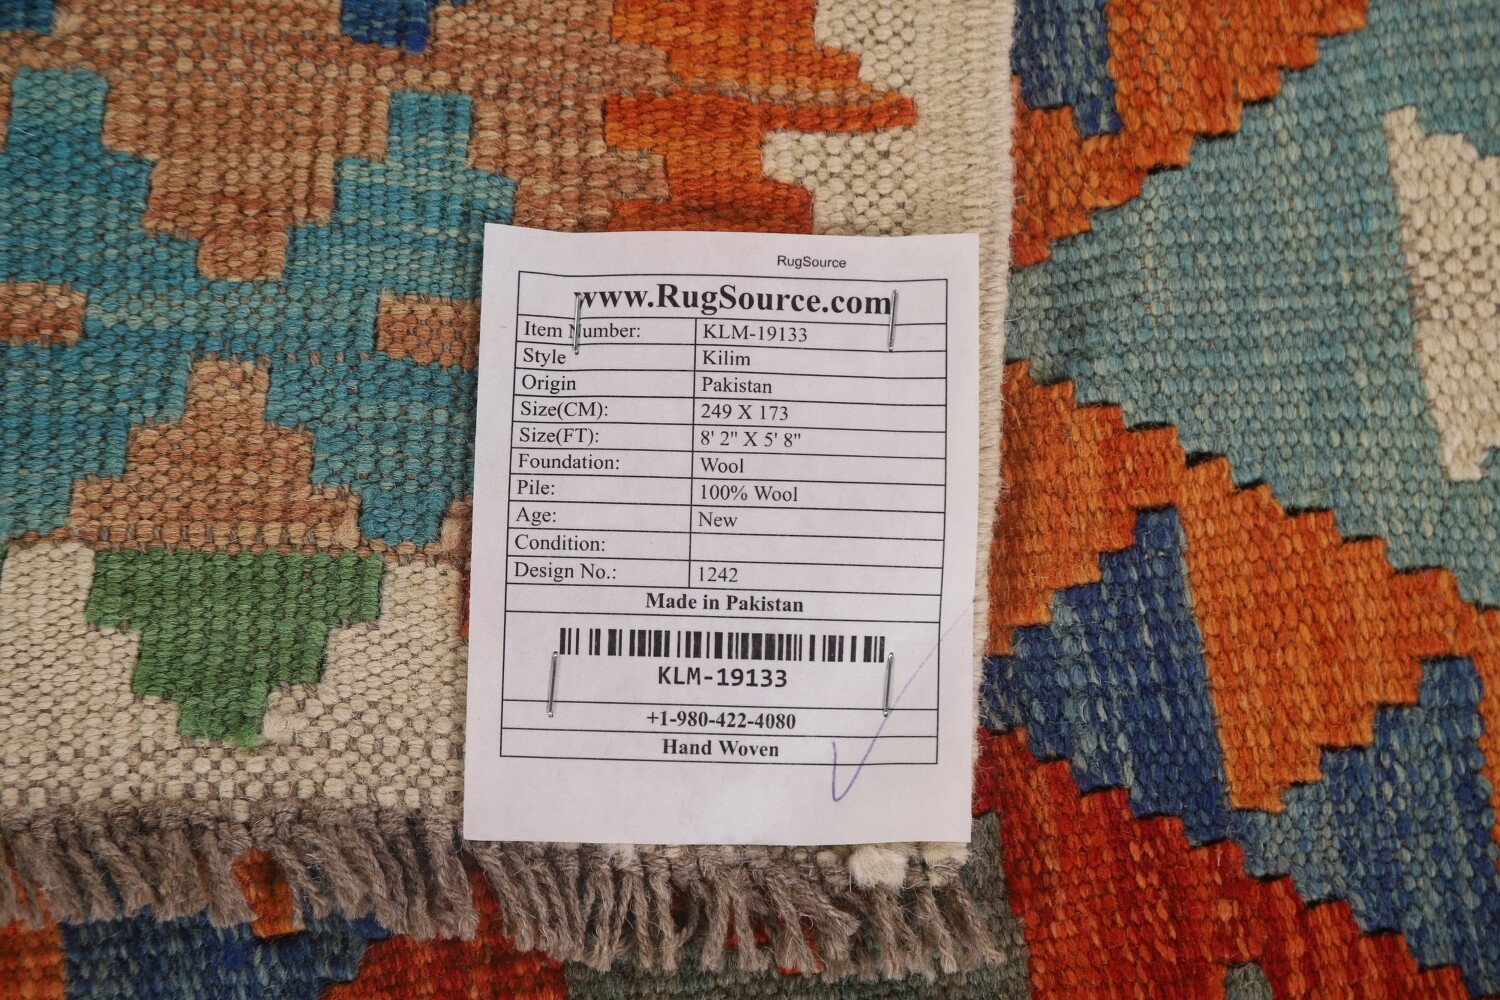 RugSource
www.RugSource.com
Item Number: KLM-19133
Style Kilim
Origin Pakistan
Size(CM): 249 X 173
Size(FT): 8' 2" X 5' 8"
Foundation: Wool
Pile: 100% Wool
Age: New
Condition:
Design No.: 1242
Made in Pakistan
KLM-19133
+1-980-422-4080
Hand Woven